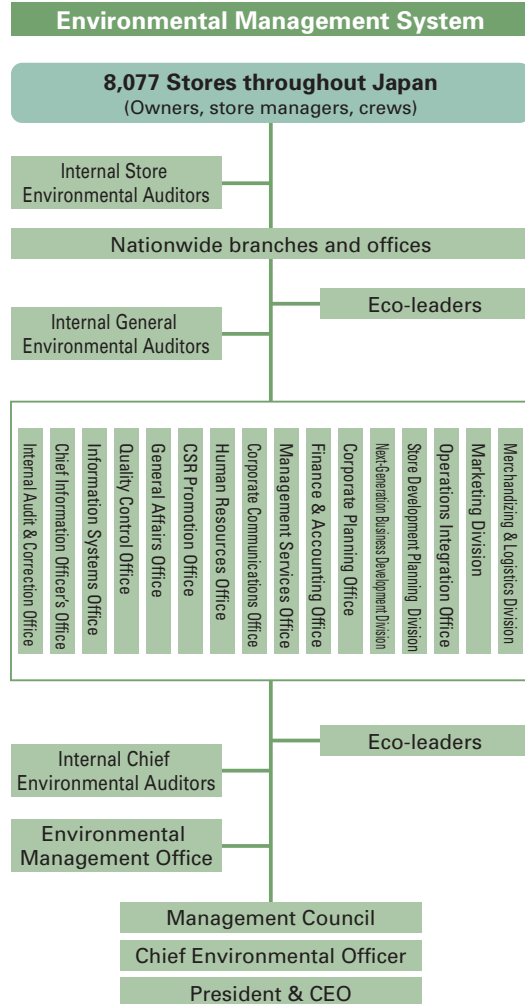 Environmental Management System
8,077 Stores throughout Japan
(Owners, store managers, crews)
Internal Store
Environmental Auditors
Nationwide branches and offices
Eco-leaders
Internal General
Environmental Auditors
Internal Audit & Correction Office
Chief Information Officer's Office
Information Systems Office
Quality Control Office
General Affairs Office
CSR Promotion Office
Human Resources Office
Corporate Communications Office
Management Services Office
Finance & Accounting Office
Corporate Planning Office
Next-Generation Business Development Division
Store Development Planning Division
Operations Integration Office
Marketing Division
Merchandizing & Logistics Division
Eco-leaders
Internal Chief
Environmental Auditors
Environmental
Management Office
Management Council
Chief Environmental Officer
President & CEO